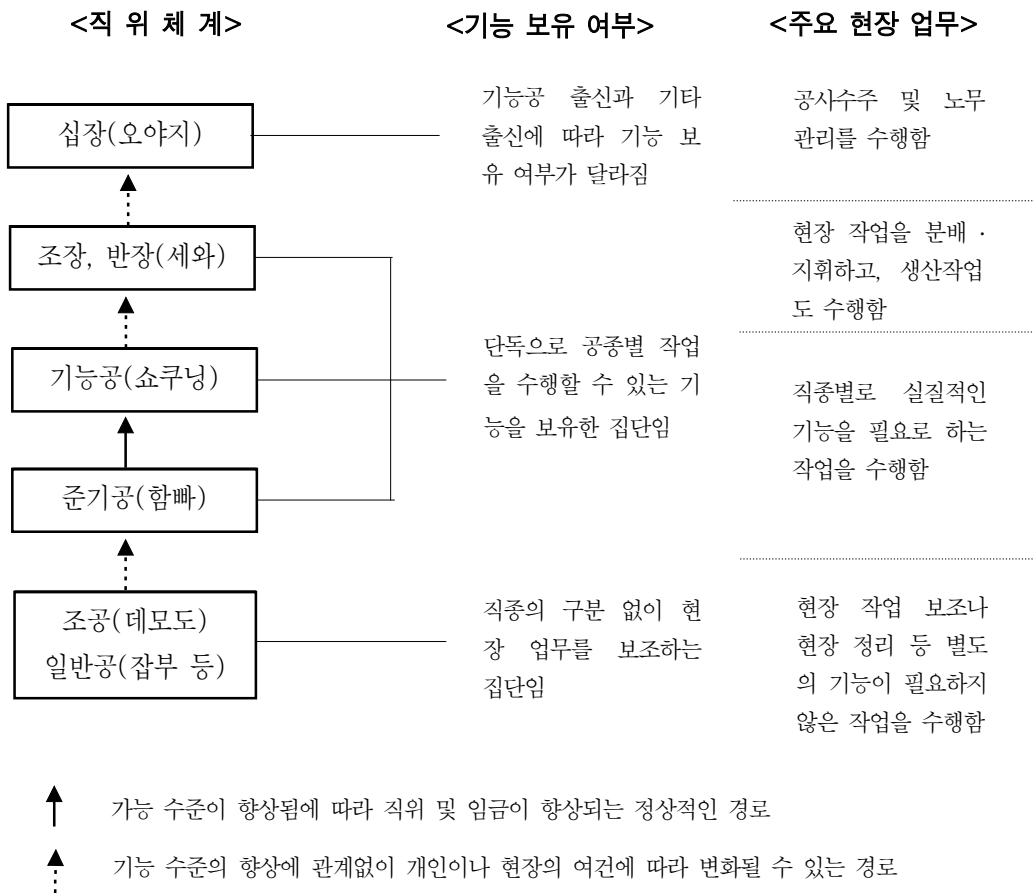 <직 위 체 계>
<기능 보유 여부>
<주요 현장 업무>
십장(오야지)
기능공 출신과 기타
출신에 따라 기능 보
유 여부가 달라짐
공사수주 및 노무
관리를 수행함
조장, 반장(세와)
현장 작업을 분배 ·
지휘하고, 생산작업
도 수행함
기능공(쇼쿠닝)
단독으로 공종별 작업
을 수행할 수 있는 기
능을 보유한 집단임
직종별로 실질적인
기능을 필요로 하는
작업을 수행함
준기공(함빠)
조공(데모도)
일반공(잡부 등)
직종의 구분 없이 현
장 업무를 보조하는
집단임
현장 작업 보조나
현장 정리 등 별도
의 기능이 필요하지
않은 작업을 수행함
가능 수준이 향상됨에 따라 직위 및 임금이 향상되는 정상적인 경로
기능 수준의 향상에 관계없이 개인이나 현장의 여건에 따라 변화될 수 있는 경로